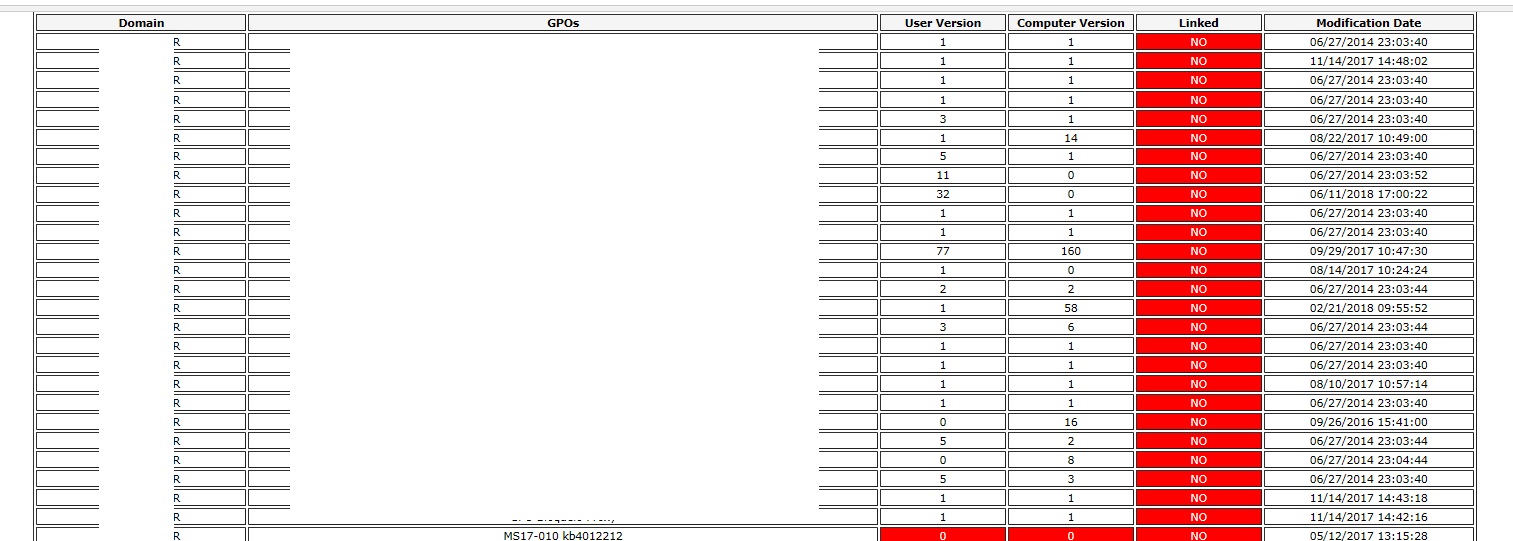 Domain GPOs User Version Computer Version Linked Modification Date
R 1 1 NO 06/27/2014 23:03:40
R 1 1 NO 11/14/2017 14:48:02
R 1 1 NO 06/27/2014 23:03:40
R 1 1 NO 06/27/2014 23:03:40
R 3 1 NO 06/27/2014 23:03:40
R 1 14 NO 08/22/2017 10:49:00
R 5 1 NO 06/27/2014 23:03:40
R 11 0 NO 06/27/2014 23:03:52
R 32 0 NO 06/11/2018 17:00:22
R 1 1 NO 06/27/2014 23:03:40
R 1 1 NO 06/27/2014 23:03:40
R 77 160 NO 09/29/2017 10:47:30
R 1 0 NO 08/14/2017 10:24:24
R 2 2 NO 06/27/2014 23:03:44
R 1 58 NO 02/21/2018 09:55:52
R 3 6 NO 06/27/2014 23:03:44
R 1 1 NO 06/27/2014 23:03:40
R 1 1 NO 06/27/2014 23:03:40
R 1 1 NO 08/10/2017 10:57:14
R 1 1 NO 06/27/2014 23:03:40
R 0 16 NO 09/26/2016 15:41:00
R 5 2 NO 06/27/2014 23:03:44
R 0 8 NO 06/27/2014 23:04:44
R 5 3 NO 06/27/2014 23:03:40
R 1 1 NO 11/14/2017 14:43:18
R 1 1 NO 11/14/2017 14:42:16
R MS17-010 kb4012212 0 0 NO 05/12/2017 13:15:28